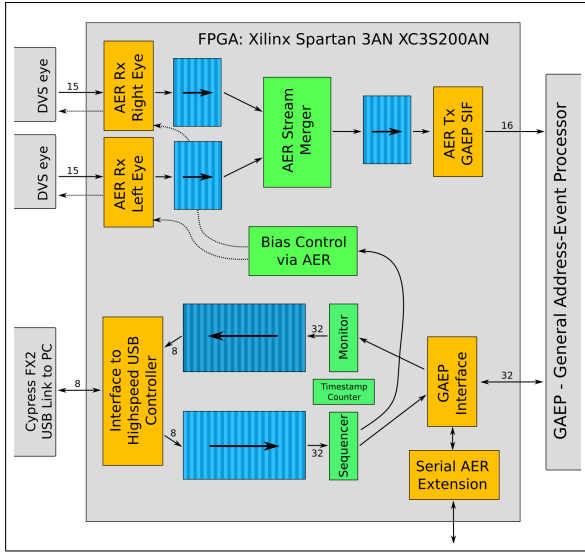 FPGA: Xilinx Spartan 3AN XC3S200AN
DVS eye
15
AER Rx
Right Eye
AER Stream
Merger
AER Tx
GAEP SIF
16
DVS eye
15
AER Rx
Left Eye
Bias Control
via AER
GAEP - General Address-Event Processor
Cypress FX2
USB Link to PC
8
Interface to
Highspeed USB
Controller
8
32
Monitor
Timestamp
Counter
GAEP
Interface
32
8
32
Sequencer
Serial AER
Extension